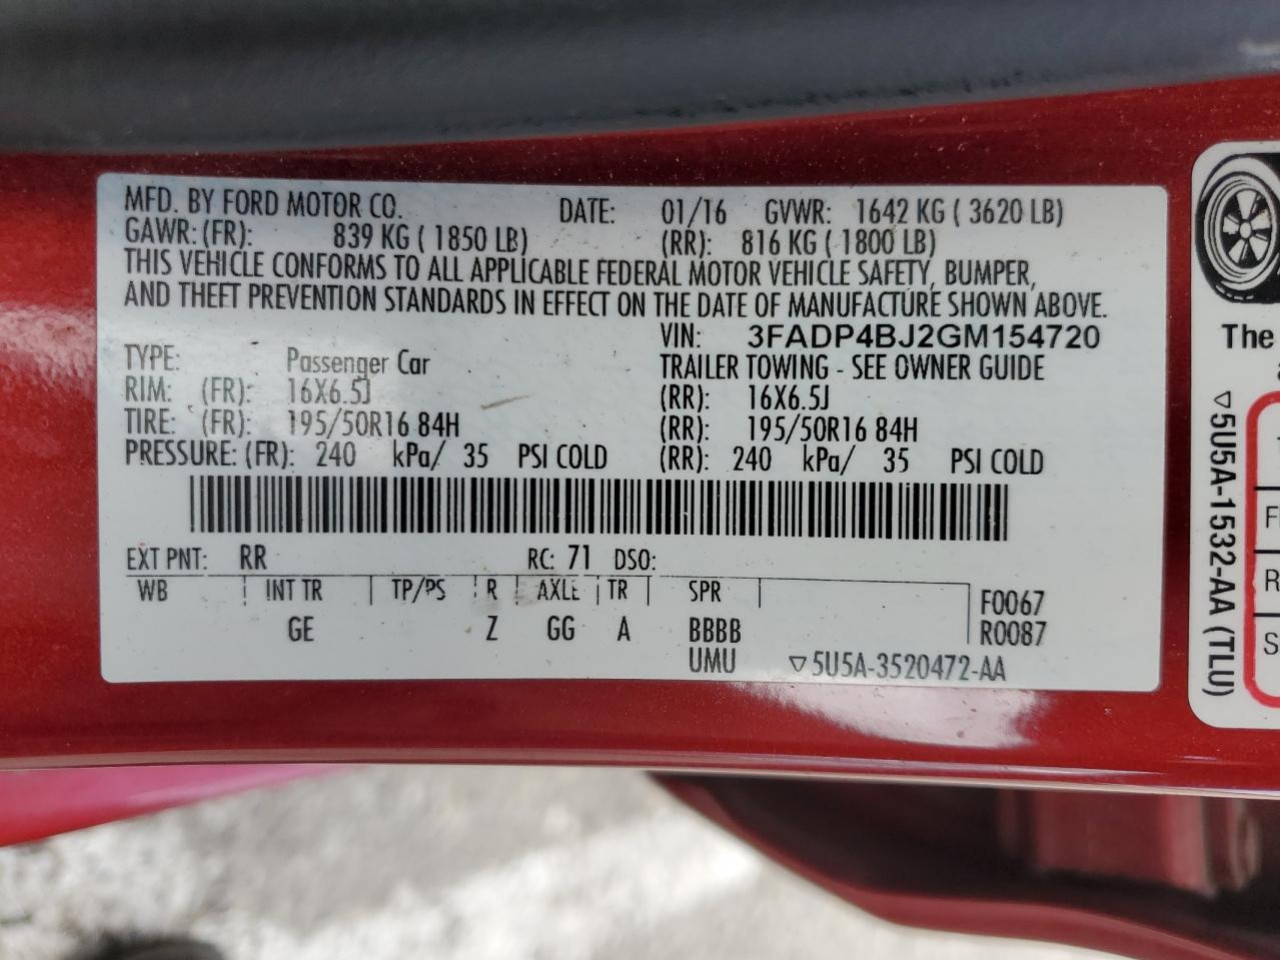 MFD. BY FORD MOTOR CO. DATE: 01/16 GVWR: 1642 KG ( 3620 LB)
GAWR: (FR): 839 KG ( 1850 LB) (RR): 816 KG ( 1800 LB)
THIS VEHICLE CONFORMS TO ALL APPLICABLE FEDERAL MOTOR VEHICLE SAFETY, BUMPER,
AND THEFT PREVENTION STANDARDS IN EFFECT ON THE DATE OF MANUFACTURE SHOWN ABOVE.
VIN: 3FADP4BJ2GM154720
TYPE: Passenger Car TRAILER TOWING - SEE OWNER GUIDE
RIM: (FR): 16X6.5J (RR): 16X6.5J
TIRE: (FR): 195/50R16 84H (RR): 195/50R16 84H
PRESSURE: (FR): 240 kPa/ 35 PSI COLD (RR): 240 kPa/ 35 PSI COLD
EXT PNT: RR RC: 71 DSO:
WB INT TR TP/PS R AXLE TR SPR F0067
GE Z GG A BBBB R0087
UMU ▽5U5A-3520472-AA
The
▽5U5A-1532-AA (TLU)
F
R
S